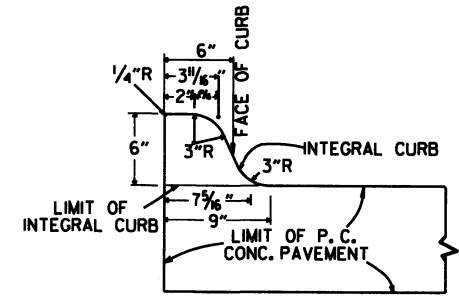 6"
FACE OF CURB
1/4"R
3 11/16"
2"
6"
3"R
INTEGRAL CURB
3"R
LIMIT OF
INTEGRAL CURB
7 5/16"
9"
LIMIT OF P. C.
CONC. PAVEMENT